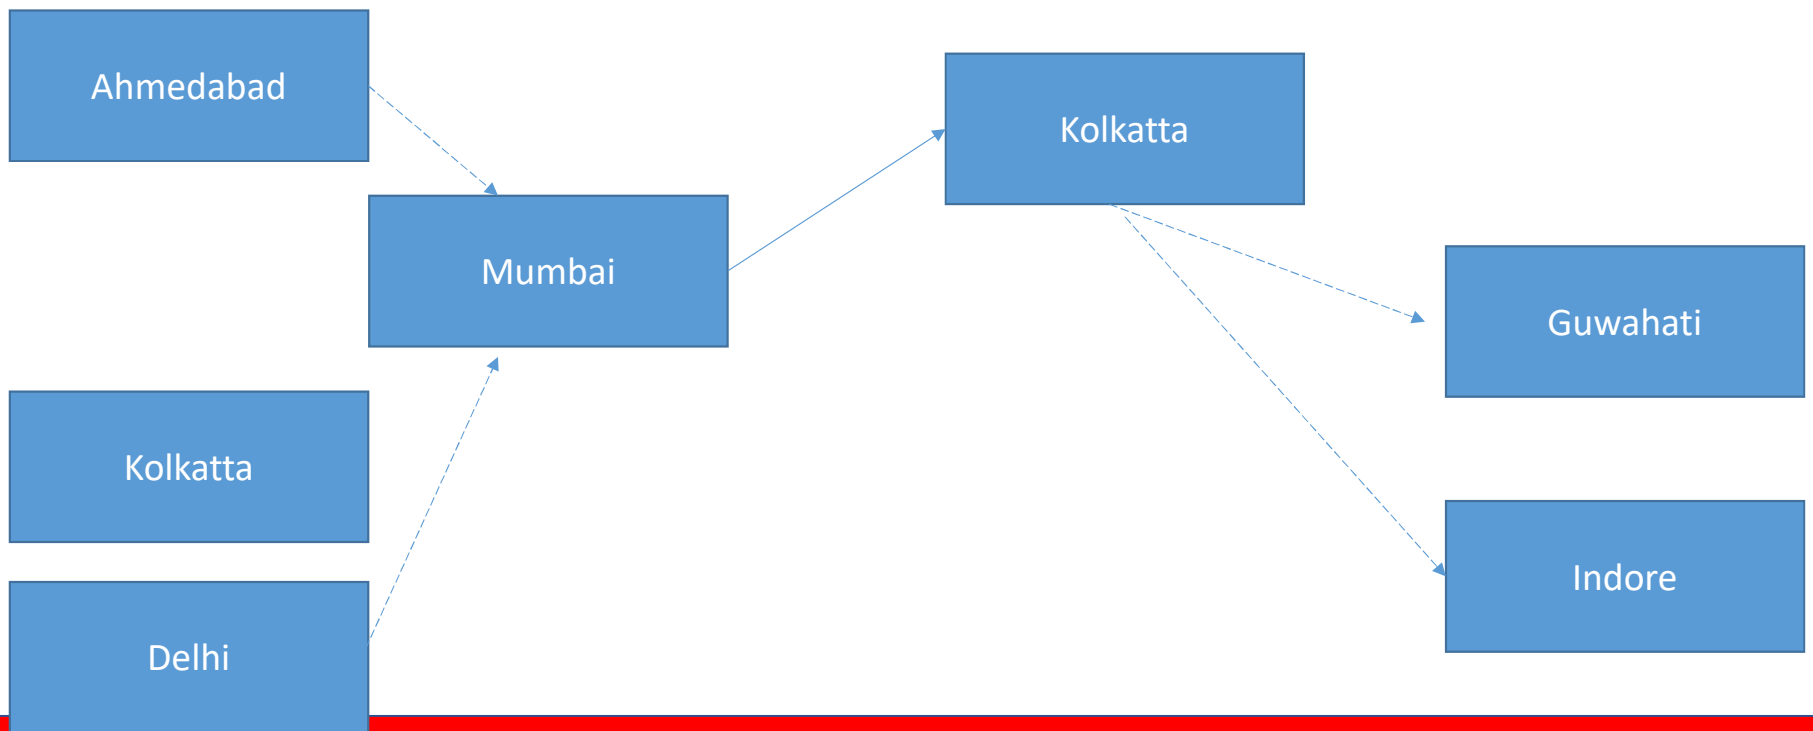 Ahmedabad
Kolkatta
Mumbai
Guwahati
Kolkatta
Indore
Delhi